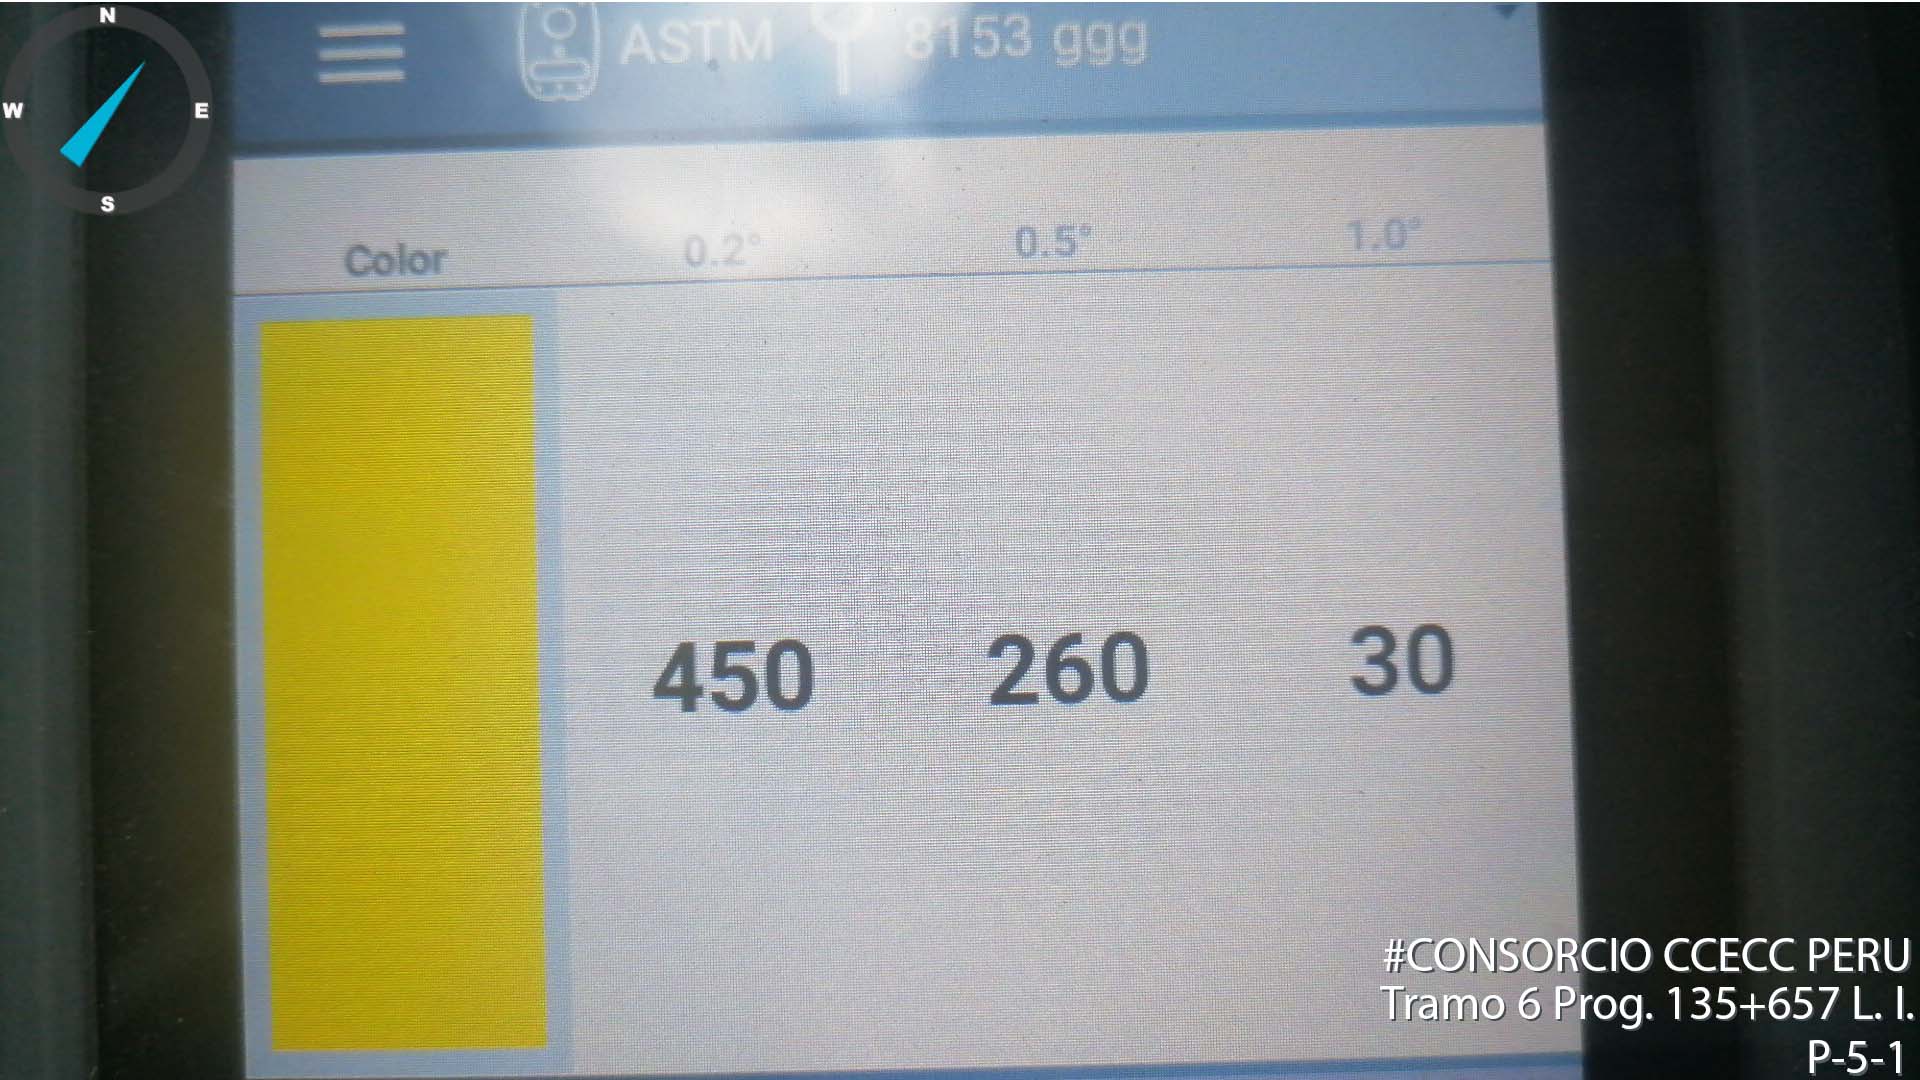 N
W
E
S
ASTM
8153 ggg
Color
0.2°
0.5°
1.0°
450
260
30
#CONSORCIO CCECC PERU
Tramo 6 Prog. 135+657 L. I.
P-5-1